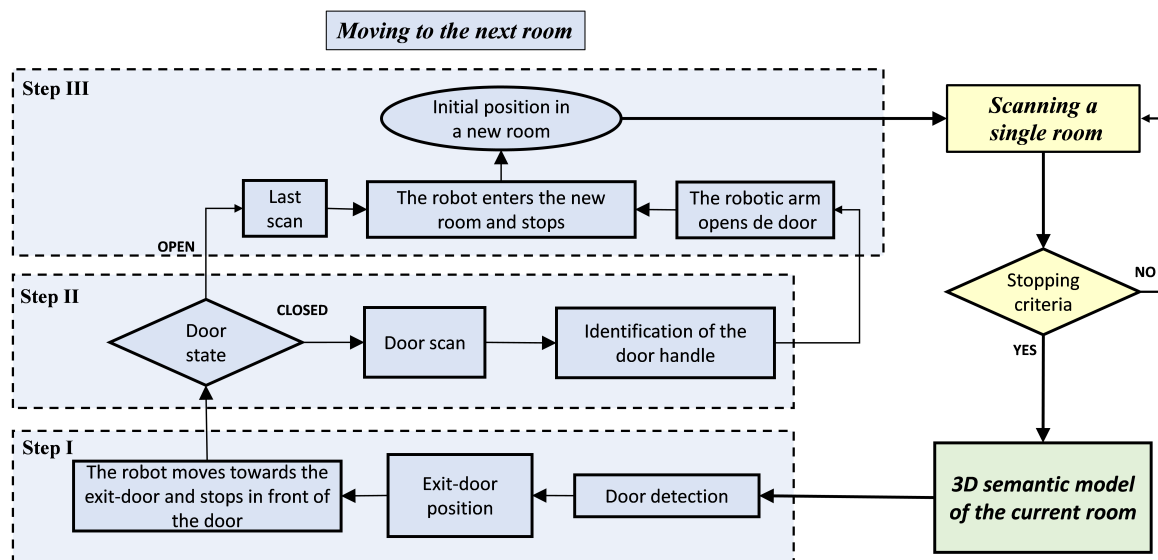 Moving to the next room
Step III
Initial position in
a new room
Scanning a
single room
Last
scan
The robot enters the new
room and stops
The robotic arm
opens de door
OPEN
Step II
CLOSED
Door
state
Door scan
Identification of the
door handle
Stopping
criteria
NO
YES
Step I
The robot moves towards the
exit-door and stops in front of
the door
Exit-door
position
Door detection
3D semantic model
of the current room